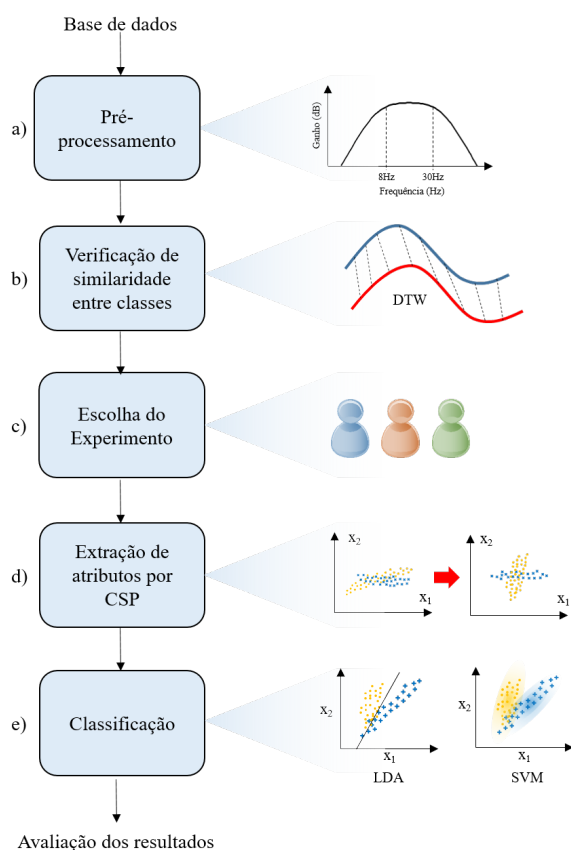 Base de dados
a)
Pré-
processamento
Ganho (dB)
8Hz
30Hz
Frequência (Hz)
b)
Verificação de
similaridade
entre classes
DTW
c)
Escolha do
Experimento
d)
Extração de
atributos por
CSP
x₂
x₁
x₂
x₁
e)
Classificação
x₂
x₁
LDA
x₂
x₁
SVM
Avaliação dos resultados